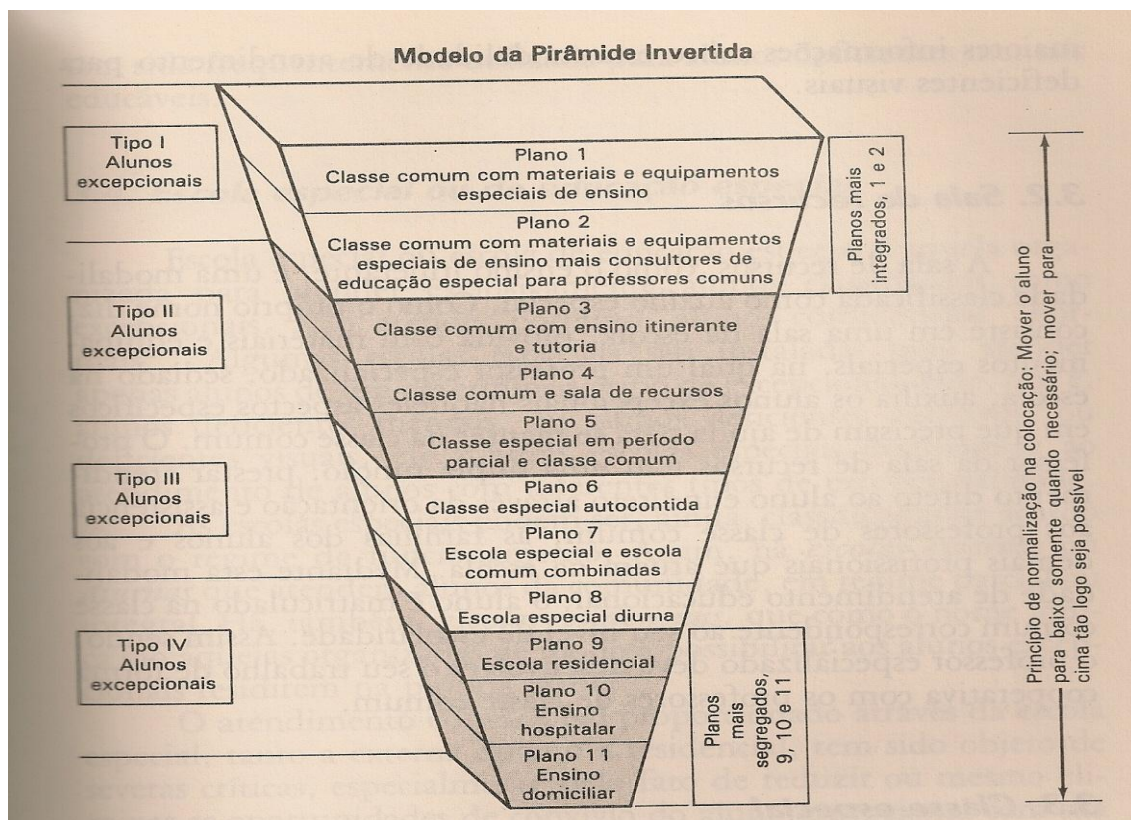 Modelo da Pirâmide Invertida
Tipo I
Alunos
excepcionais
Tipo II
Alunos
excepcionais
Tipo III
Alunos
excepcionais
Tipo IV
Alunos
excepcionais
Plano 1
Classe comum com materiais e equipamentos
especiais de ensino
Plano 2
Classe comum com materiais e equipamentos
especiais de ensino mais consultores de
educação especial para professores comuns
Plano 3
Classe comum com ensino itinerante
e tutoria
Plano 4
Classe comum e sala de recursos
Plano 5
Classe especial em período
parcial e classe comum
Plano 6
Classe especial autocontida
Plano 7
Escola especial e escola
comum combinadas
Plano 8
Escola especial diurna
Plano 9
Escola residencial
Plano 10
Ensino
hospitalar
Plano 11
Ensino
domiciliar
Planos mais
integrados, 1 e 2
Planos
mais
segregados,
9, 10 e 11
Princípio de normalização na colocação: Mover o aluno
para baixo somente quando necessário; mover para
cima tão logo seja possível